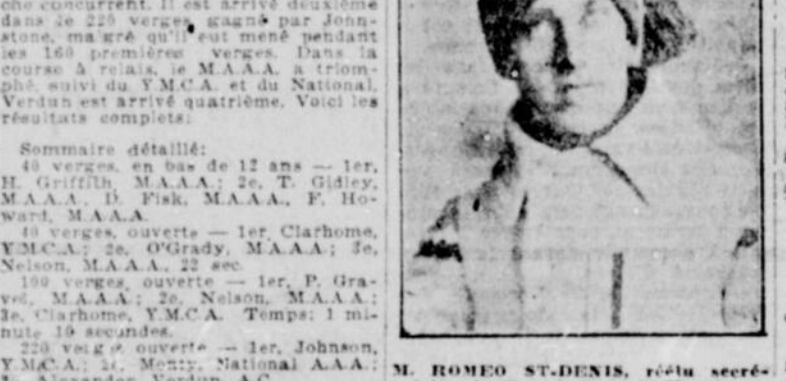 che concurrent. Il est arrivé deuxième
dans le 220 verges, gagné par John-
stone, malgré qu'il eut mené pendant
les 160 premières verges. Dans la
course à relais, le M.A.A.A. a triom-
phé, suivi du Y.M.C.A. et du National,
Verdun est arrivé quatrième. Voici les
résultats complets:
Sommaire détaillé:
40 verges, en bas de 12 ans — 1er,
H. Griffith, M.A.A.A.; 2e, T. Gidley,
M.A.A.A., D. Fisk, M.A.A.A., F. Ho-
ward, M.A.A.A.
40 verges, ouverte — 1er, Clarhome,
Y.M.C.A.; 2e, O'Grady, M.A.A.A.; 3e,
Nelson, M.A.A.A., 22 sec.
100 verges, ouverte — 1er, P. Gra-
vel, M.A.A.A.; 2e, Nelson, M.A.A.A.;
3e, Clarhome, Y.M.C.A. Temps: 1 mi-
nute 10 secondes.
220 verges ouverte — 1er, Johnson,
Y.M.C.A.; 2e, National A.A.A.;
Alexander, Verdun A.C.
M. ROMEO ST-DENIS, réélu secré-